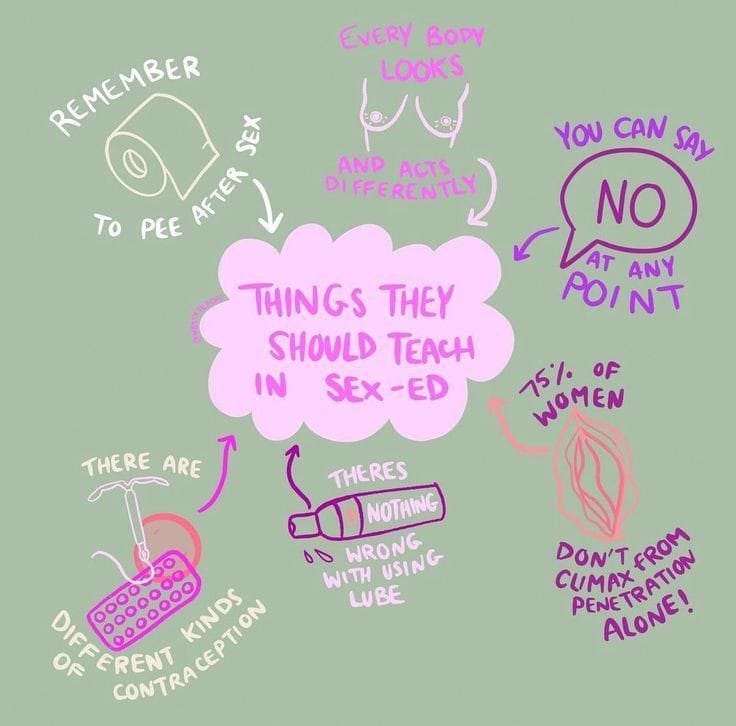 REMEMBER
TO PEE AFTER SEX
EVERY BODY
LOOKS
AND ACTS
DIFFERENTLY
YOU CAN SAY
NO
AT ANY
POINT
THINGS THEY
SHOULD TEACH
IN SEX-ED
75% OF
WOMEN
DON'T
CLIMAX FROM
PENETRATION
ALONE!
THERE ARE
DIFFERENT KINDS
OF CONTRACEPTION
THERES
NOTHING
WRONG
WITH USING
LUBE